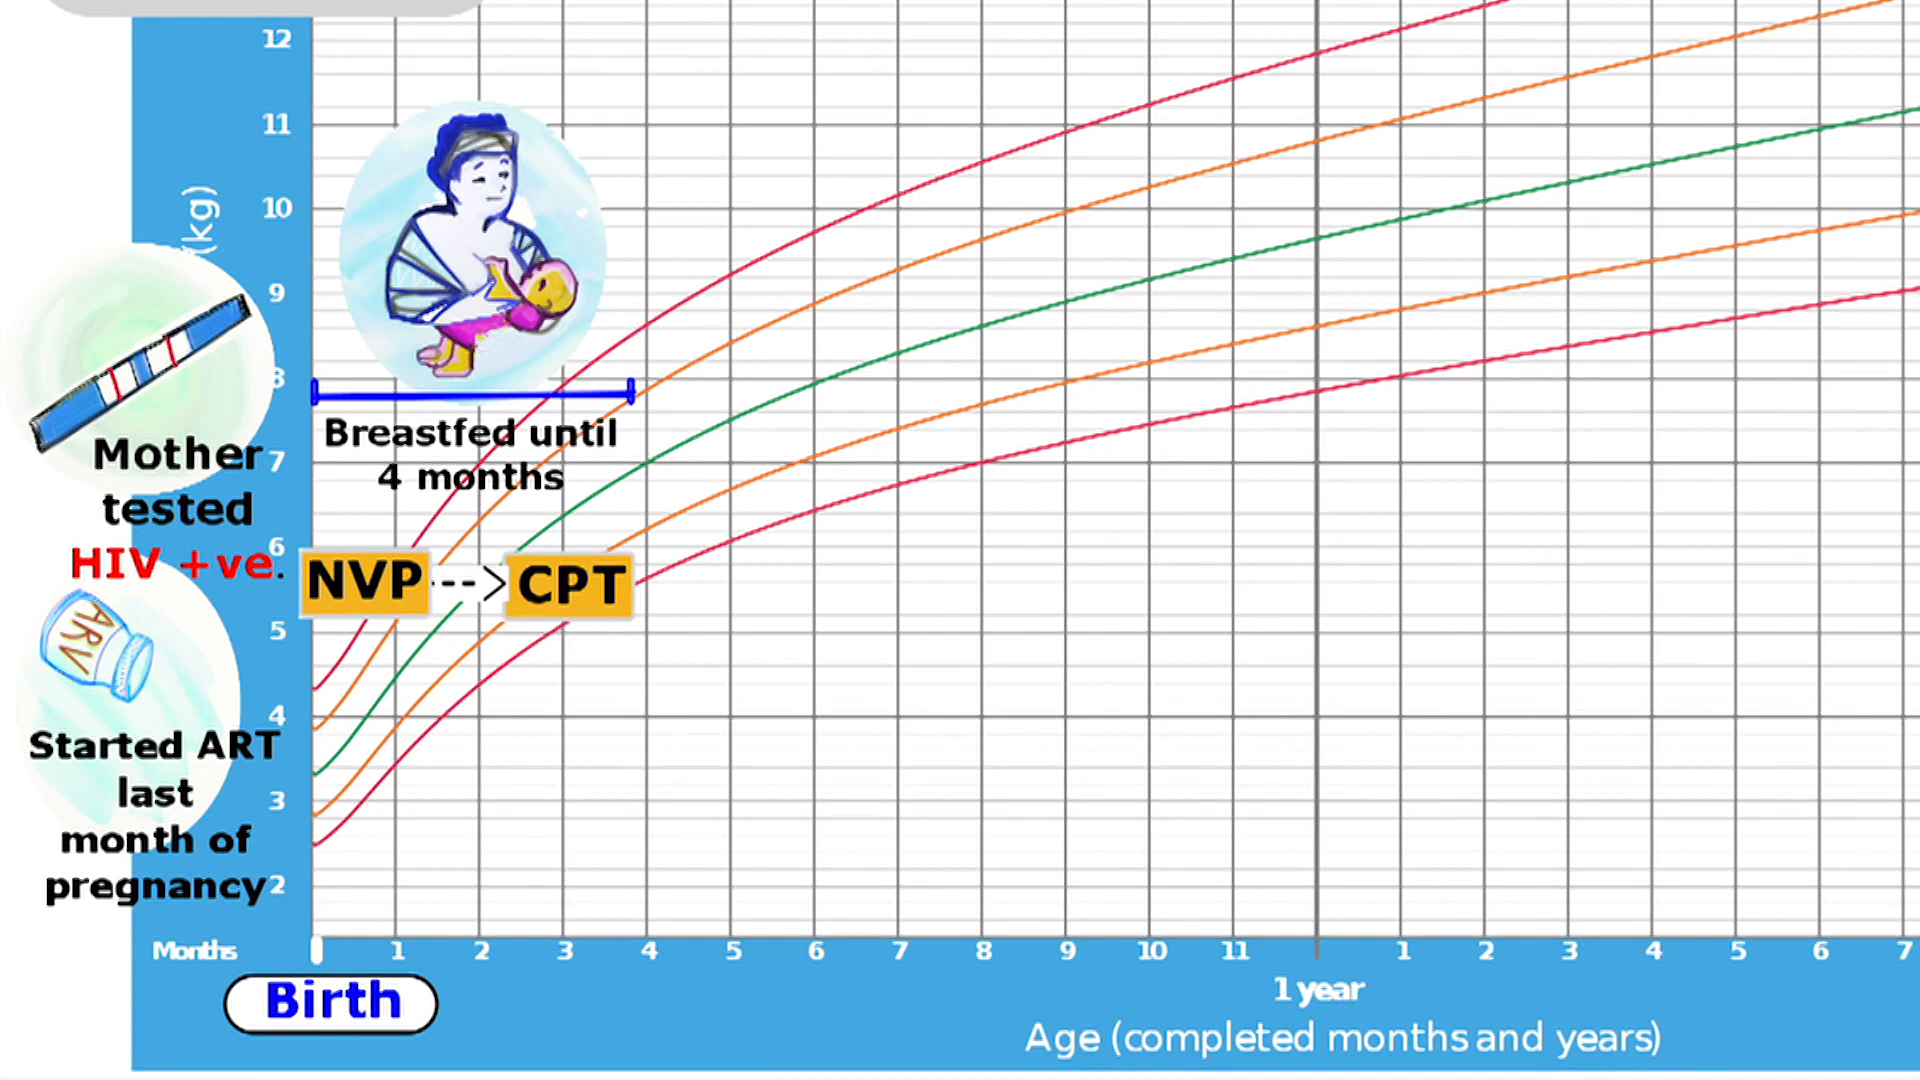 12
11
10
(kg)
9
8
Mother
tested
HIV +ve.
7
Breastfed until
4 months
6
NVP --> CPT
5
ARV
4
Started ART
last
month of
pregnancy
3
2
Months 1 2 3 4 5 6 7 8 9 10 11 1 2 3 4 5 6 7
1 year
Birth
Age (completed months and years)